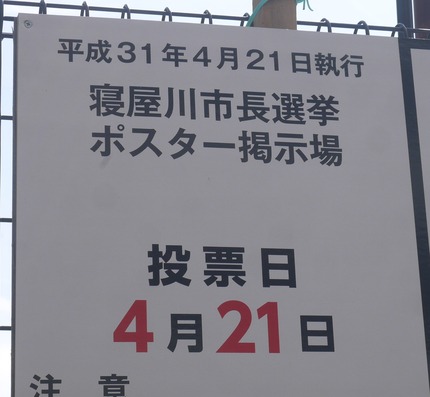 平成31年4月21日執行
寝屋川市長選挙
ポスター掲示場
投票日
4月21日
注意